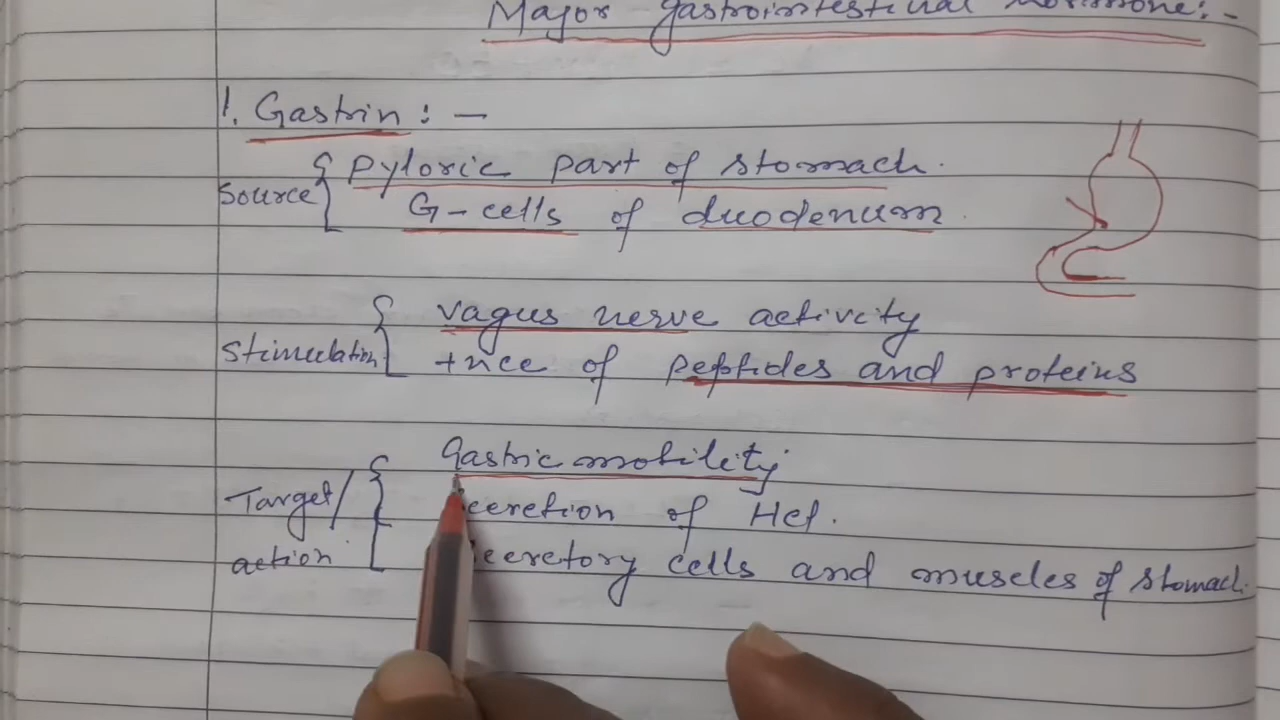 Major gastrointestinal hormone:-
1. Gastrin: -
Source
Pyloric part of stomach.
G-cells of duodenum.
Stimulation
vagus nerve activity
+nce of peptides and proteins
Target/
action
Gastric mobility
secretion of Hcl.
secretory cells and muscles of stomach.